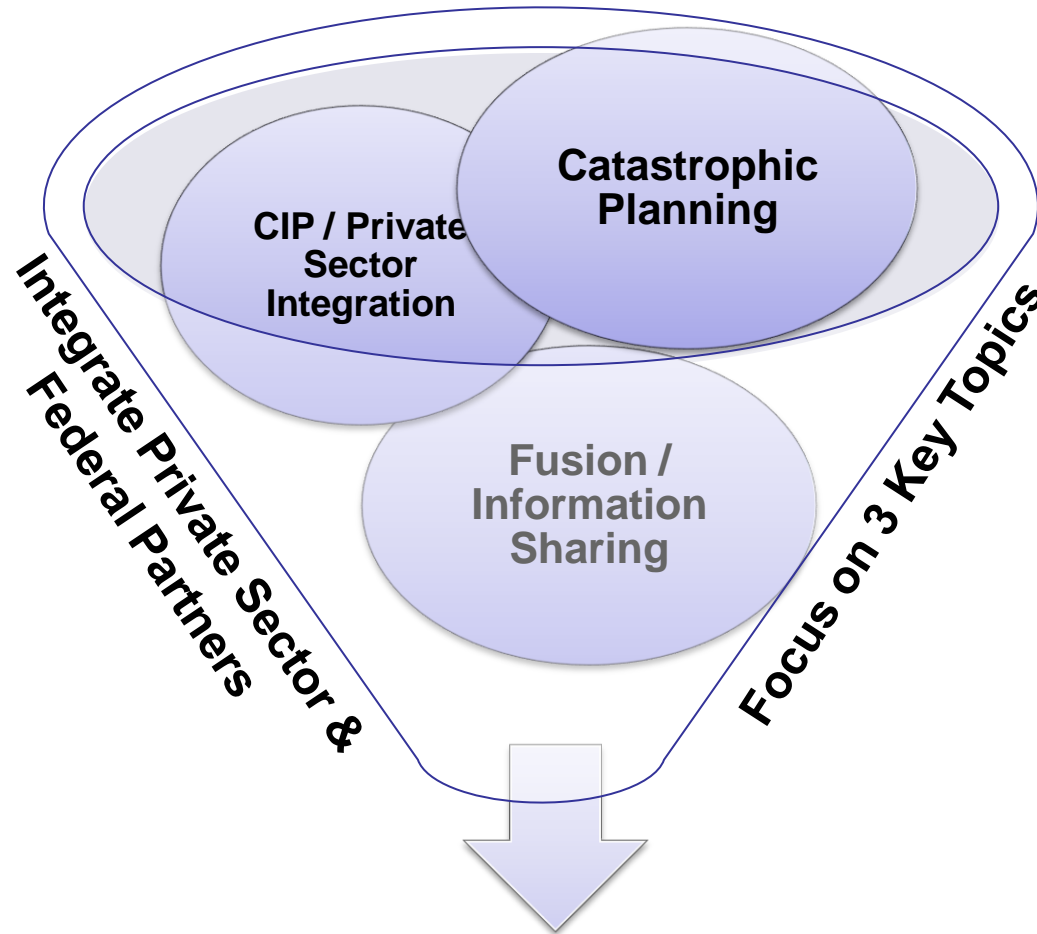 Catastrophic
Planning
CIP / Private
Sector
Integration
Fusion /
Information
Sharing
Integrate Private Sector &
Federal Partners
Focus on 3 Key Topics